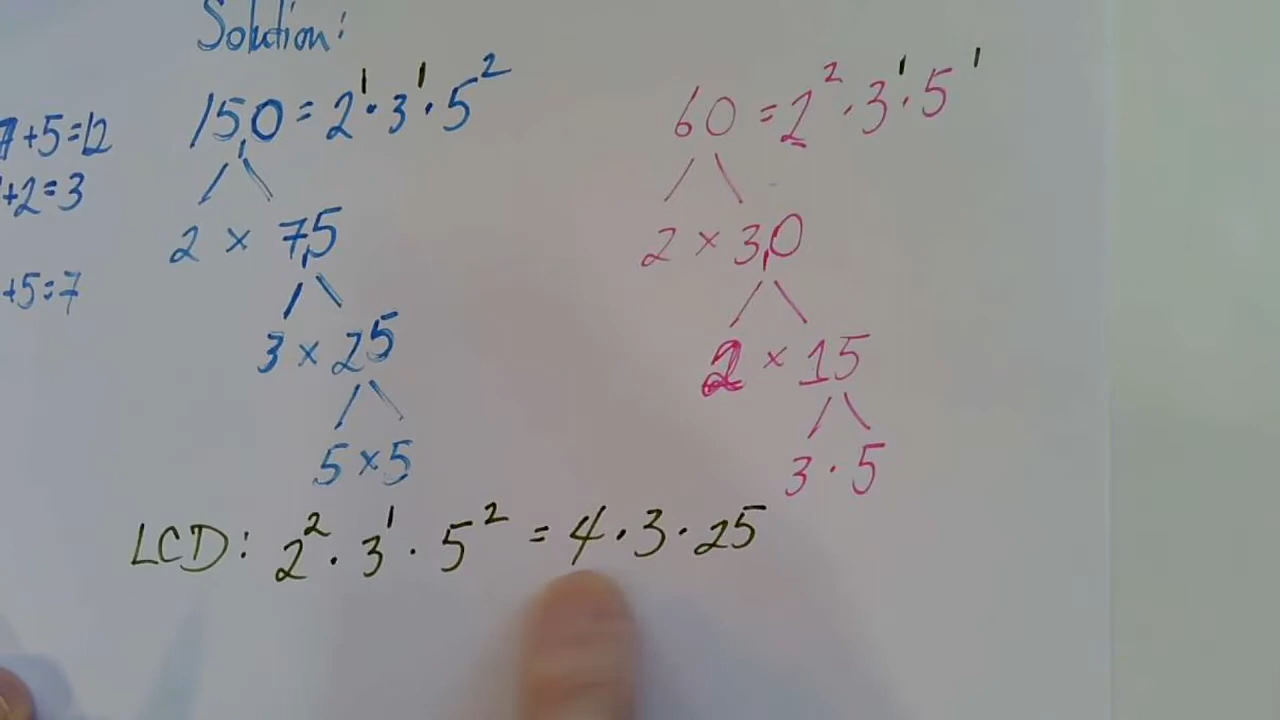 Solution:
150 = 2¹ · 3¹ · 5²
60 = 2² · 3¹ · 5¹
7+5=12
+2=3
2 × 75
2 × 30
+5=7
3 × 25
2 × 15
5 × 5
3 · 5
LCD: 2² · 3¹ · 5² = 4 · 3 · 25